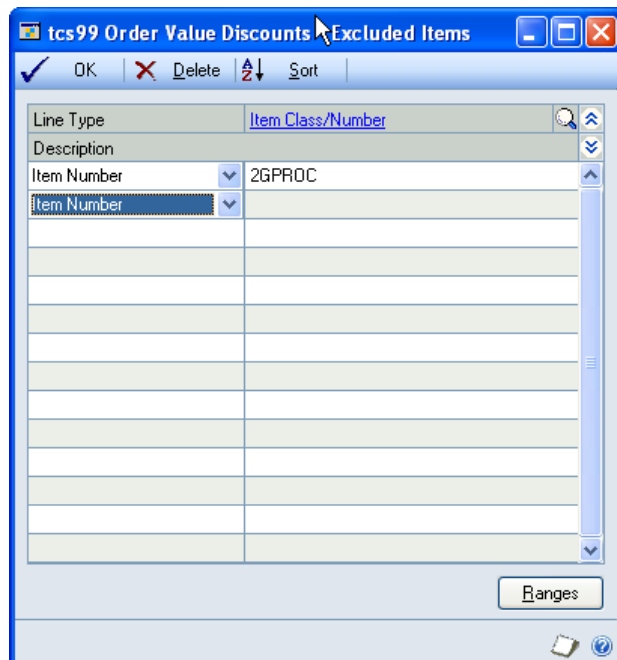 tcs99 Order Value Discounts - Excluded Items
OK Delete Sort
Line Type Item Class/Number
Description
Item Number 2GPROC
Item Number
Ranges